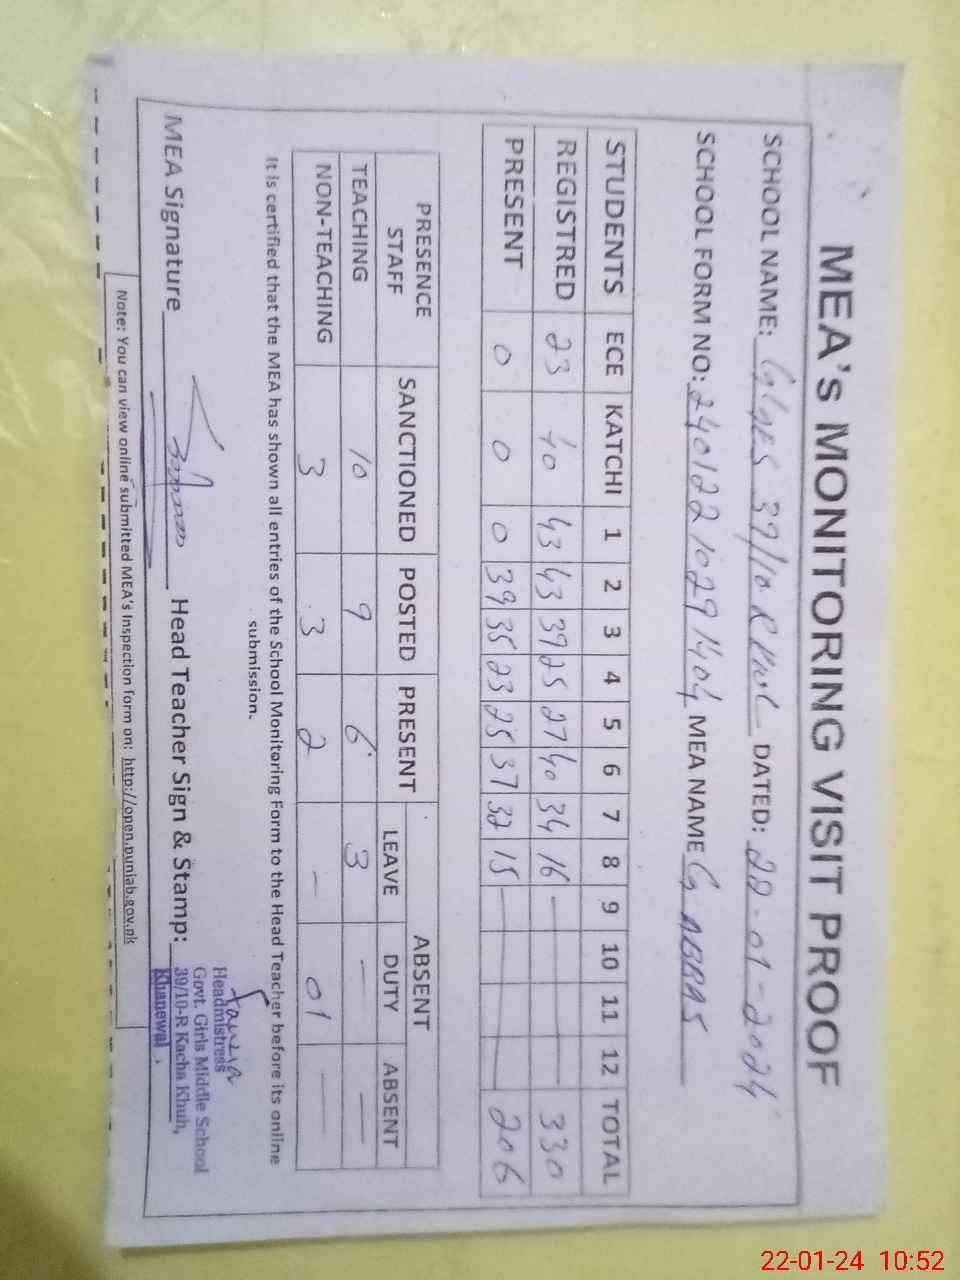 MEA's MONITORING VISIT PROOF
SCHOOL NAME: GGES 39/10R KWL DATED: 22-01-2024
SCHOOL FORM NO: 24012210291404 MEA NAME G ABBAS
STUDENTS ECE KATCHI 1 2 3 4 5 6 7 8 9 10 11 12 TOTAL
REGISTRED 23 40 43 43 39 25 27 40 34 16 330
PRESENT 0 0 0 39 35 23 25 37 32 15 206
PRESENCE STAFF SANCTIONED POSTED PRESENT ABSENT
LEAVE DUTY ABSENT
TEACHING 10 9 6 3 — —
NON-TEACHING 3 3 2 — 01 —
It is certified that the MEA has shown all entries of the School Monitoring Form to the Head Teacher before its online
submission.
MEA Signature Head Teacher Sign & Stamp:
Fouzia
Headmistress
Govt. Girls Middle School
39/10-R Kacha Khuh,
Khanewal
Note: You can view online submitted MEA's Inspection form on: http://open.punjab.gov.pk
22-01-24 10:52